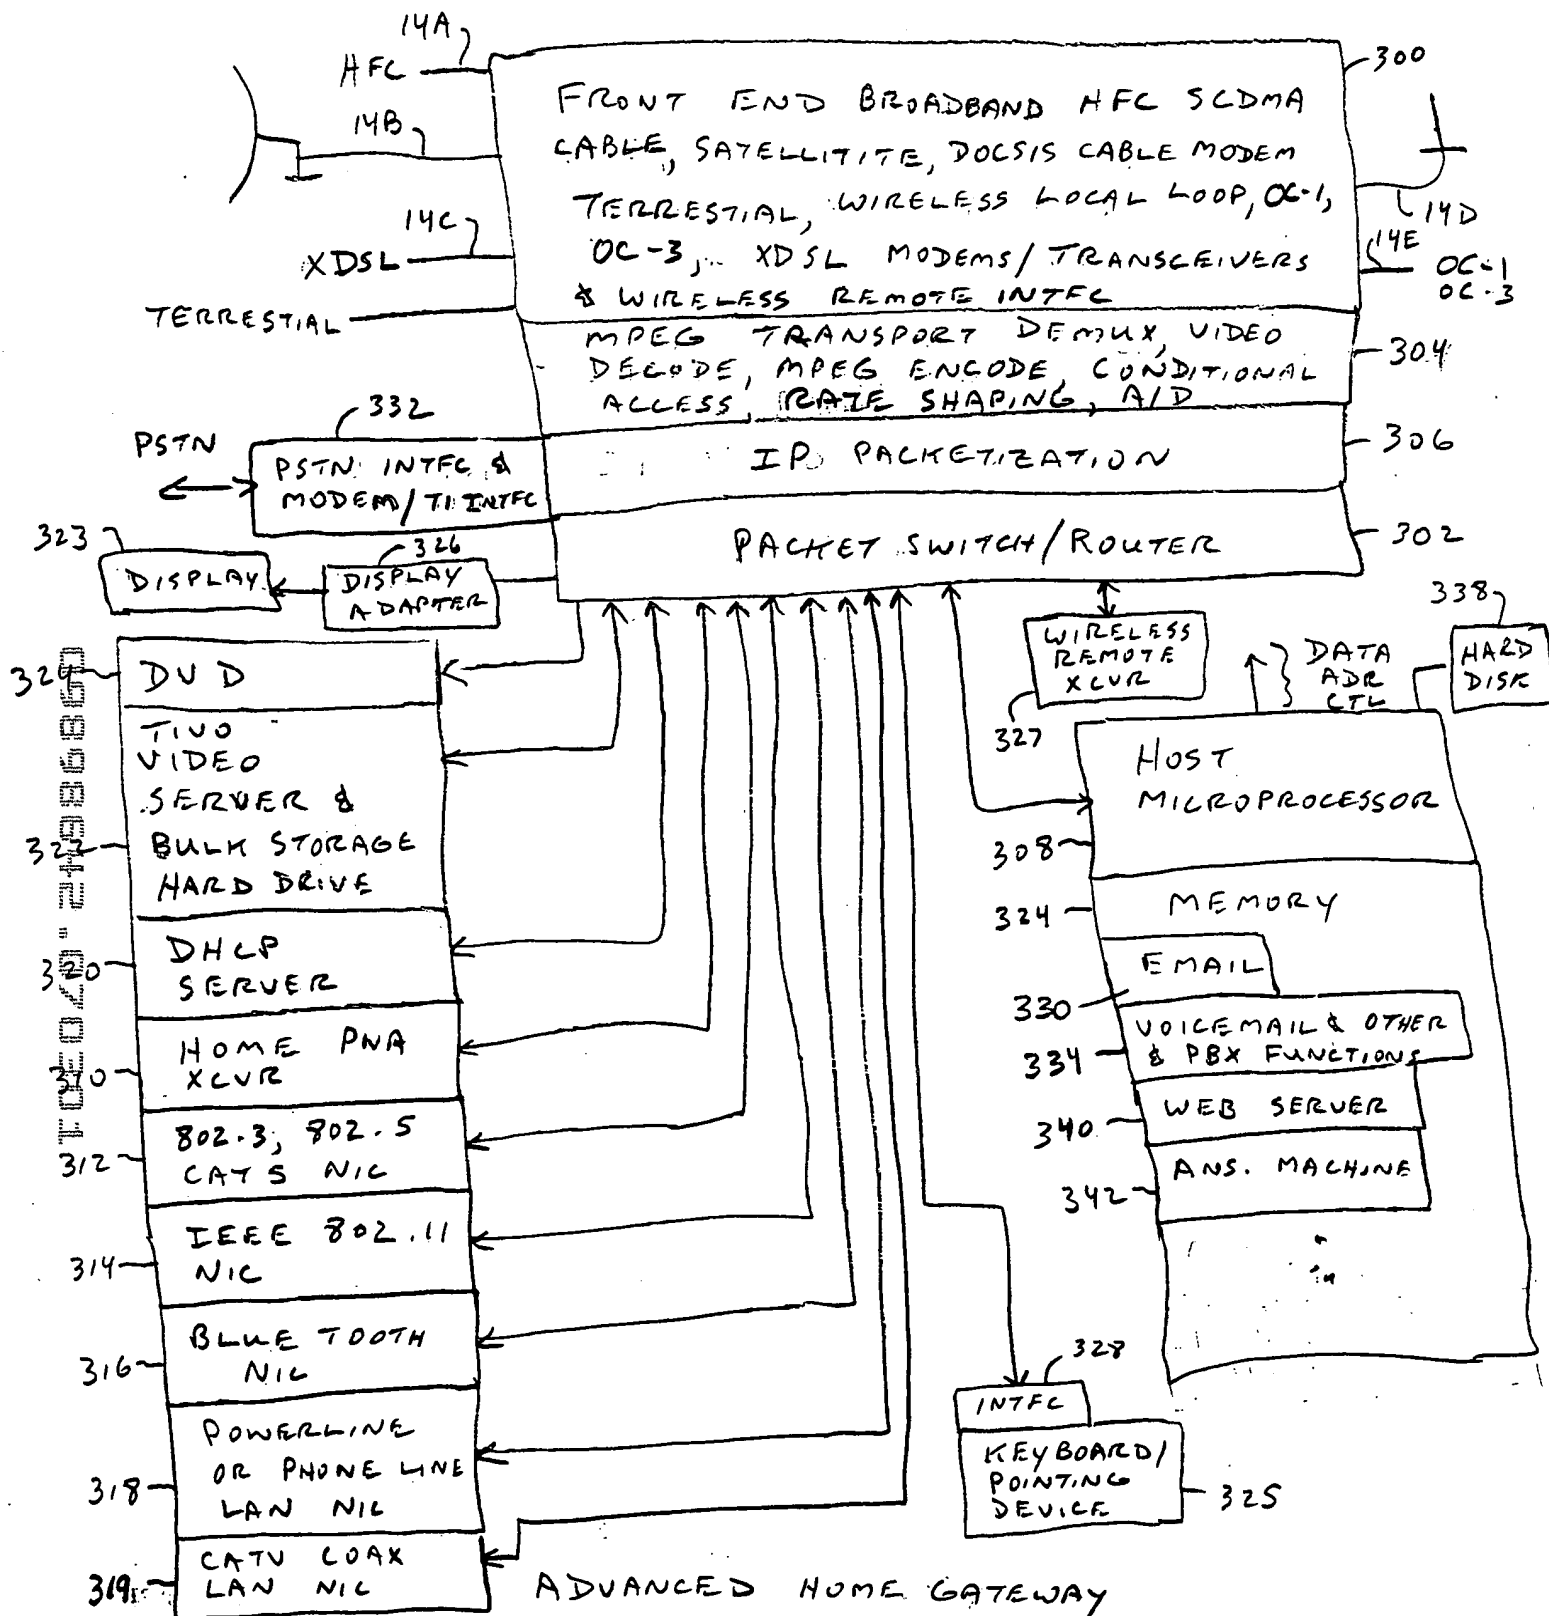 14A
HFC
300
FRONT END BROADBAND HFC SCDMA
CABLE, SATELLITITE, DOCSIS CABLE MODEM
TERRESTIAL, WIRELESS LOCAL LOOP, OC-1,
OC-3, XDSL MODEMS/TRANSCEIVERS
& WIRELESS REMOTE INTFC
14B
14C
XDSL
TERRESTIAL
14D
14E
OC-1
OC-3
MPEG TRANSPORT DEMUX, VIDEO
DECODE, MPEG ENCODE, CONDITIONAL
ACCESS, RATE SHAPING, A/D
304
332
PSTN
PSTN INTFC &
MODEM/T1 INTFC
IP PACKETIZATION
306
PACKET SWITCH/ROUTER
302
323
DISPLAY
326
DISPLAY
ADAPTER
WIRELESS
REMOTE
XCVR
327
DATA
ADR
CTL
338
HARD
DISK
DVD
TIVO
VIDEO
SERVER &
BULK STORAGE
HARD DRIVE
322
DHCP
SERVER
320
HOME PNA
XCVR
310
802.3, 802.5
CAT 5 NIC
312
IEEE 802.11
NIC
314
BLUE TOOTH
NIC
316
POWERLINE
OR PHONE LINE
LAN NIC
318
CATV COAX
LAN NIC
319
HOST
MICROPROCESSOR
308
MEMORY
324
EMAIL
330
VOICEMAIL & OTHER
& PBX FUNCTIONS
334
WEB SERVER
340
ANS. MACHINE
342
328
INTFC
KEYBOARD/
POINTING
DEVICE
325
ADVANCED HOME GATEWAY